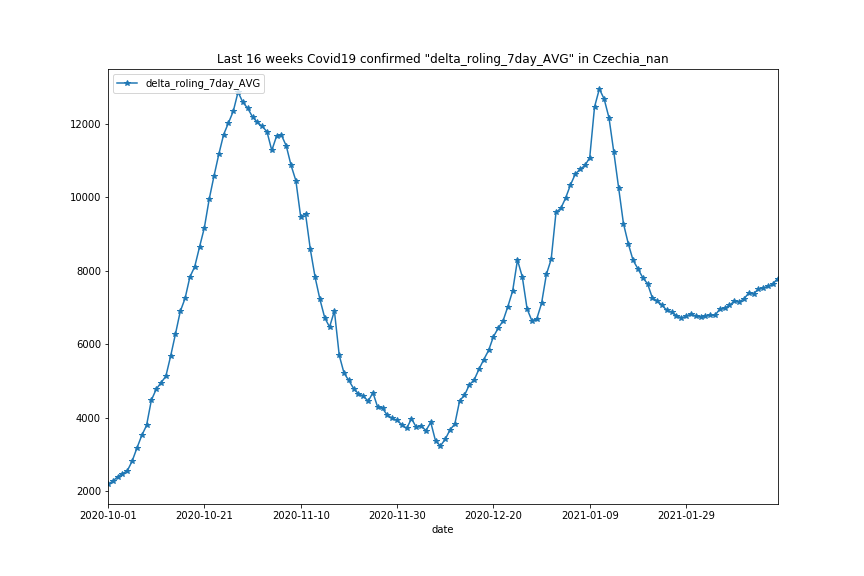 Last 16 weeks Covid19 confirmed "delta_roling_7day_AVG" in Czechia_nan
delta_roling_7day_AVG
12000
10000
8000
6000
4000
2000
2020-10-01 2020-10-21 2020-11-10 2020-11-30 2020-12-20 2021-01-09 2021-01-29
date